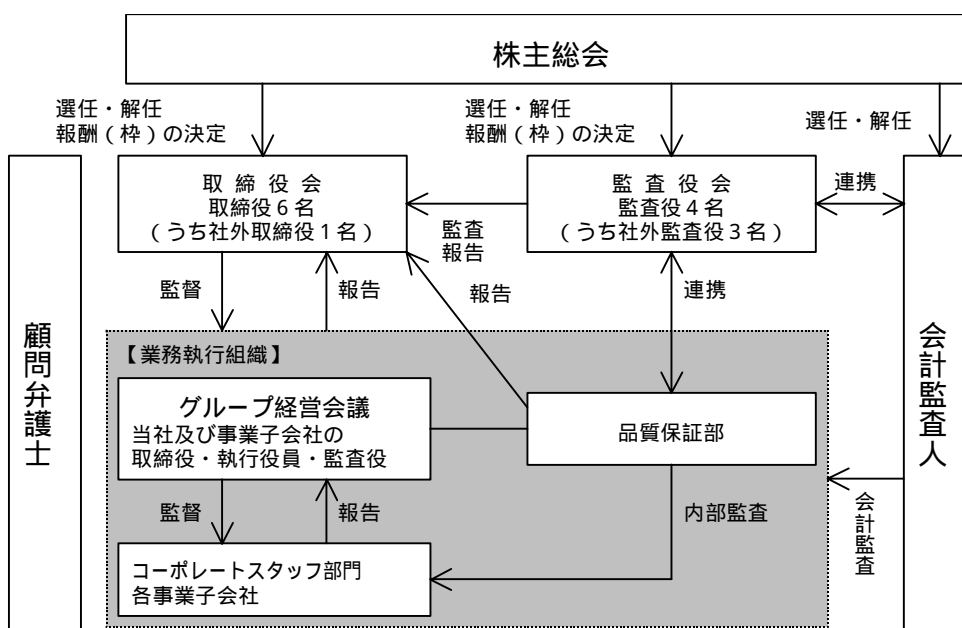 株主総会
選任・解任
報酬（枠）の決定
選任・解任
報酬（枠）の決定
選任・解任
取締役会
取締役6名
（うち社外取締役1名）
監査役会
監査役4名
（うち社外監査役3名）
連携
監査
報告
監督
報告
報告
連携
顧問弁護士
会計監査人
【業務執行組織】
グループ経営会議
当社及び事業子会社の
取締役・執行役員・監査役
品質保証部
監督
報告
内部監査
会計監査
コーポレートスタッフ部門
各事業子会社